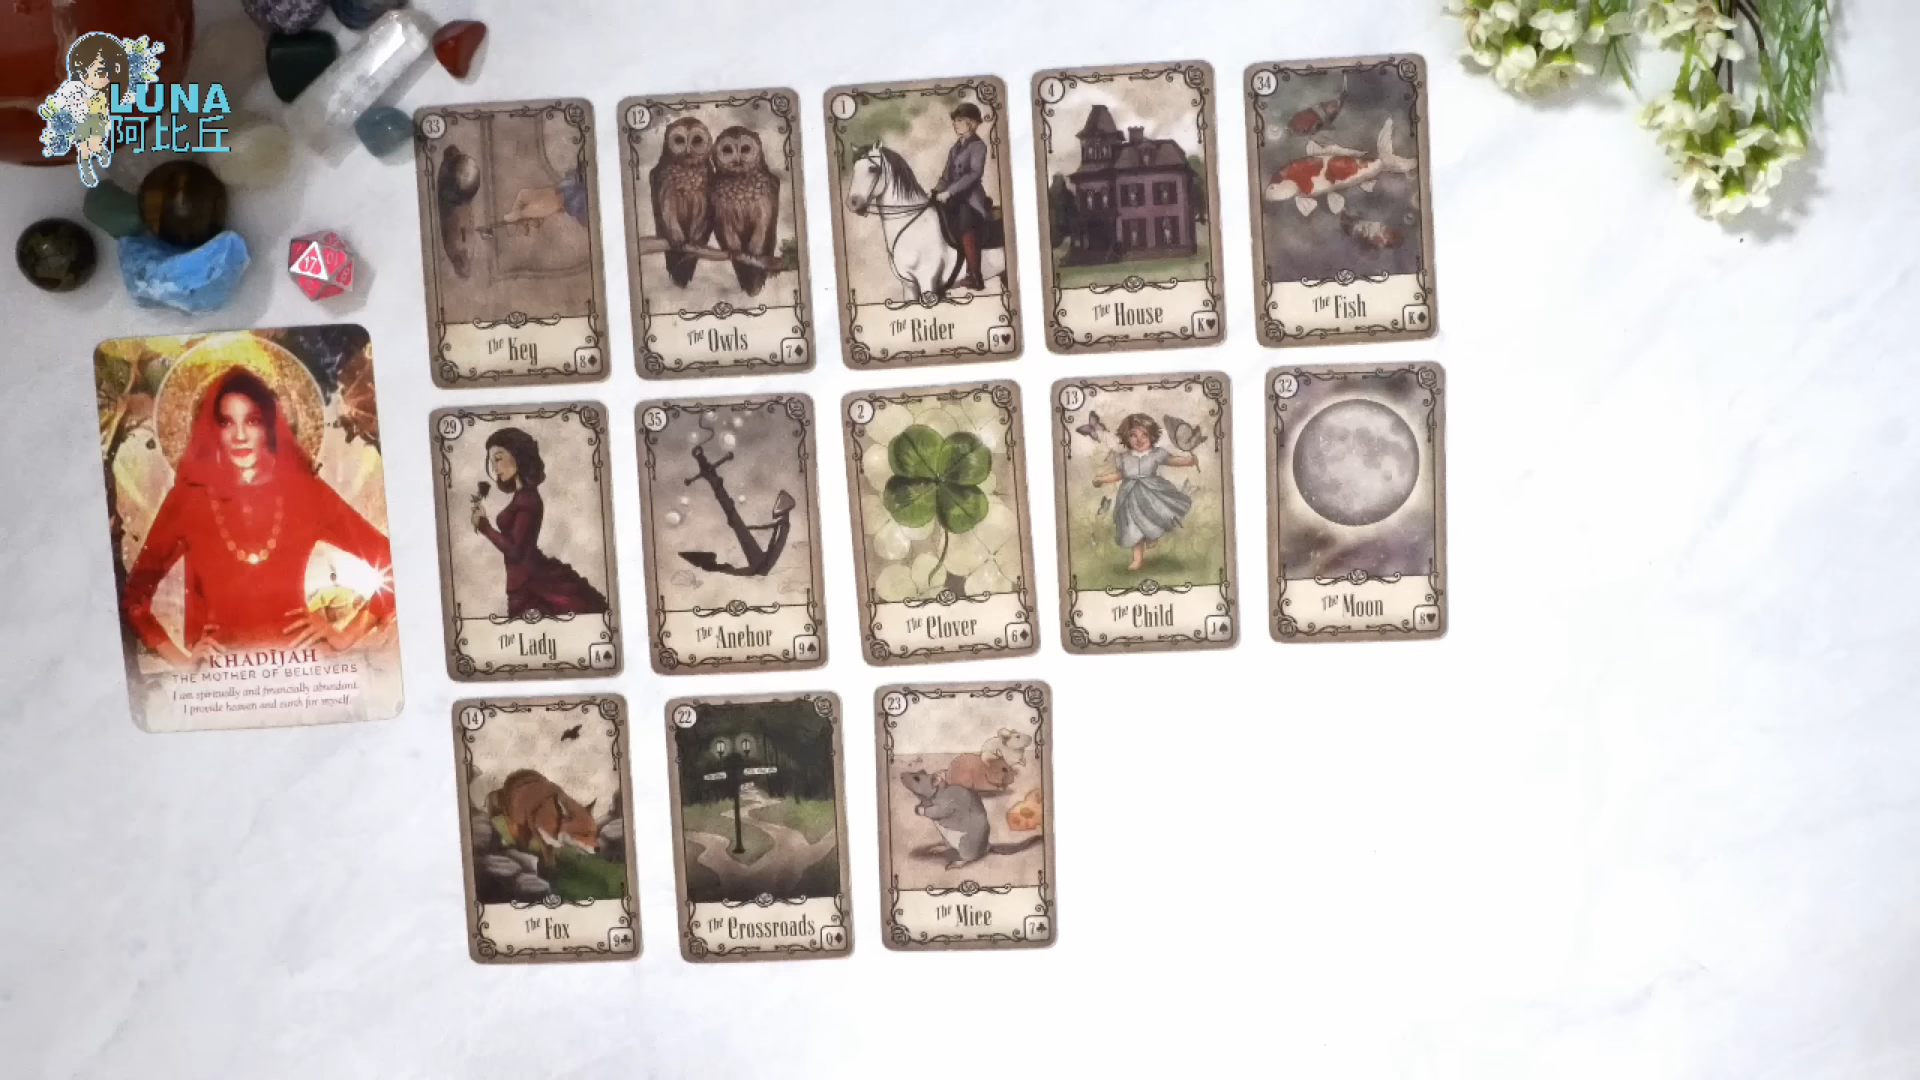 LUNA
阿比丘
33
The Key
8♦
12
The Owls
7♦
1
The Rider
9♥
4
The House
K♥
34
The Fish
K♦
29
The Lady
A♠
35
The Anchor
9♠
2
The Clover
6♦
13
The Child
J♠
32
The Moon
8♥
14
The Fox
9♣
22
The Crossroads
Q♦
23
The Mice
7♣
17
KHADIJAH
THE MOTHER OF BELIEVERS
I am spiritually and financially abundant.
I provide heaven and earth for myself.